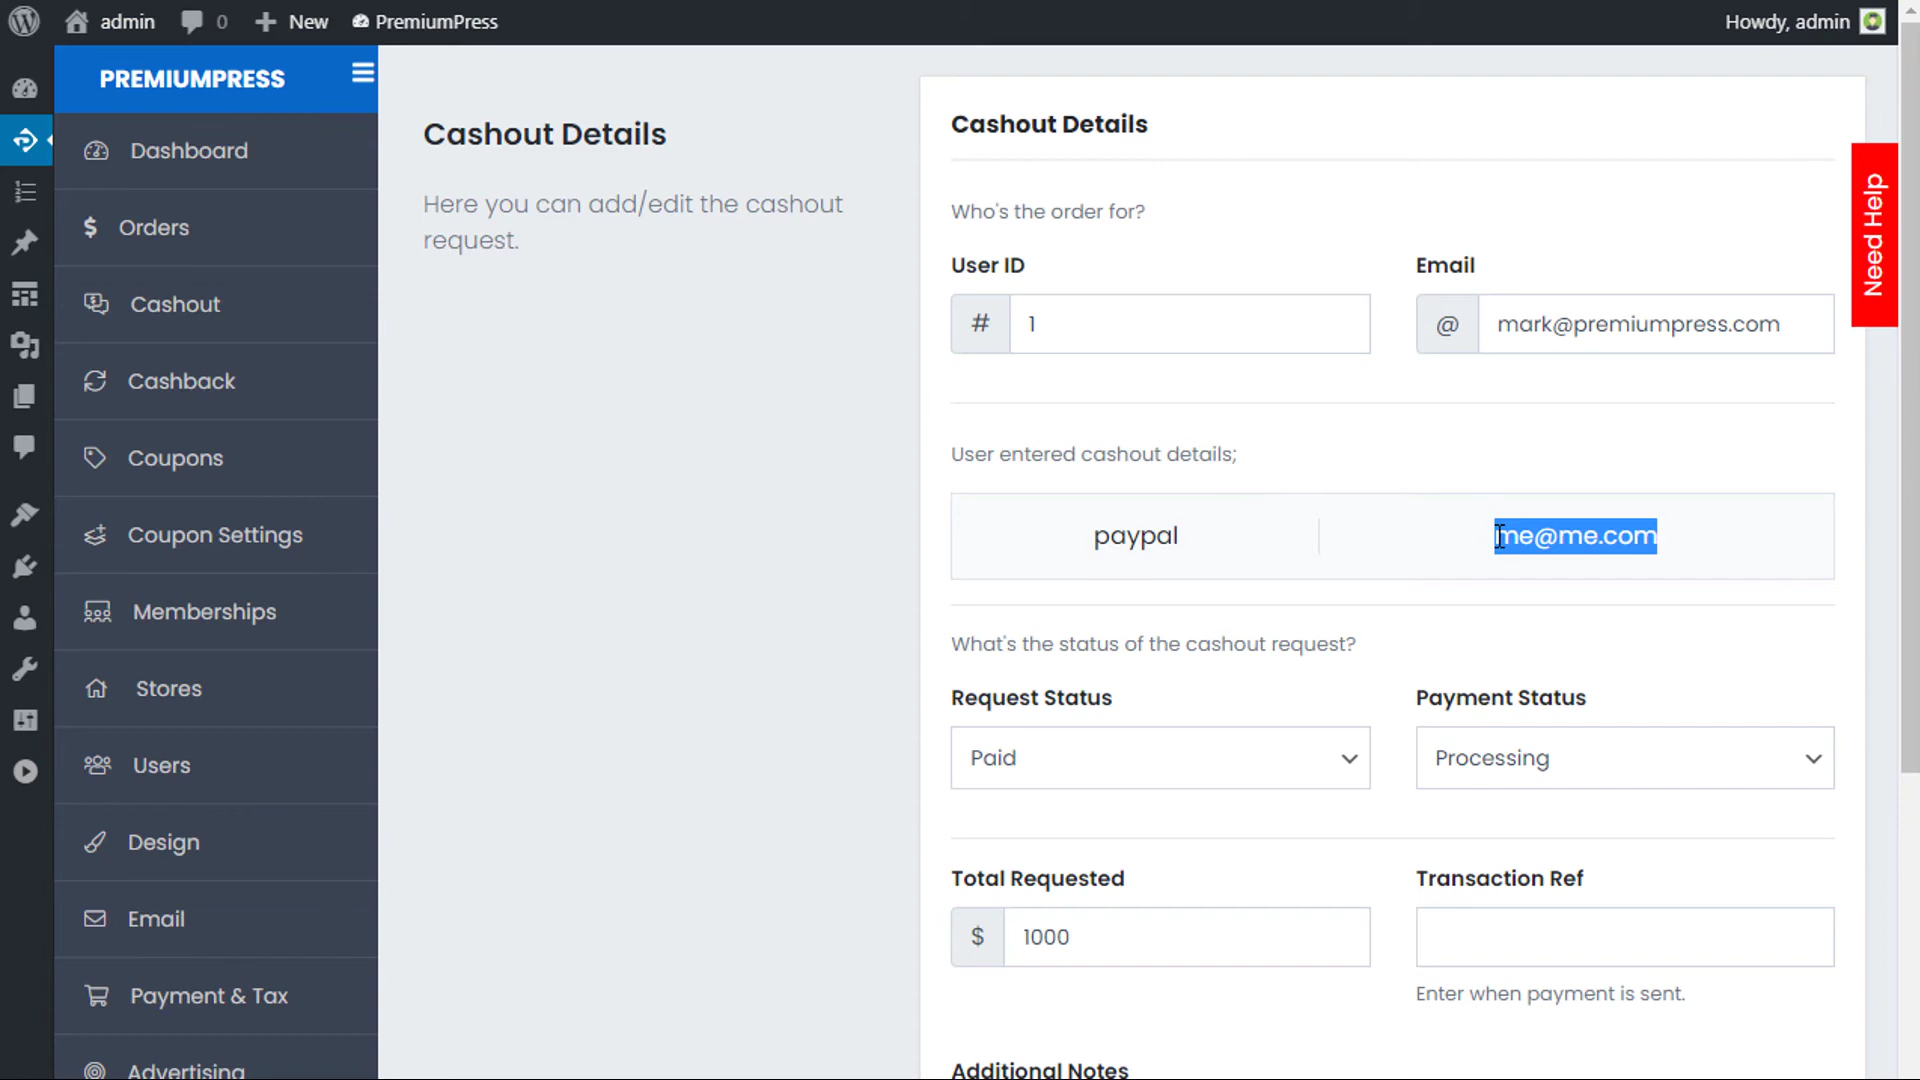 admin
0
New
PremiumPress
Howdy, admin
PREMIUMPRESS
Dashboard
Orders
Cashout
Cashback
Coupons
Coupon Settings
Memberships
Stores
Users
Design
Email
Payment & Tax
Advertising
Cashout Details
Here you can add/edit the cashout
request.
Cashout Details
Who's the order for?
User ID
Email
# 1
@ mark@premiumpress.com
User entered cashout details;
paypal
me@me.com
What's the status of the cashout request?
Request Status
Payment Status
Paid
Processing
Total Requested
Transaction Ref
$ 1000
Enter when payment is sent.
Additional Notes
Need Help